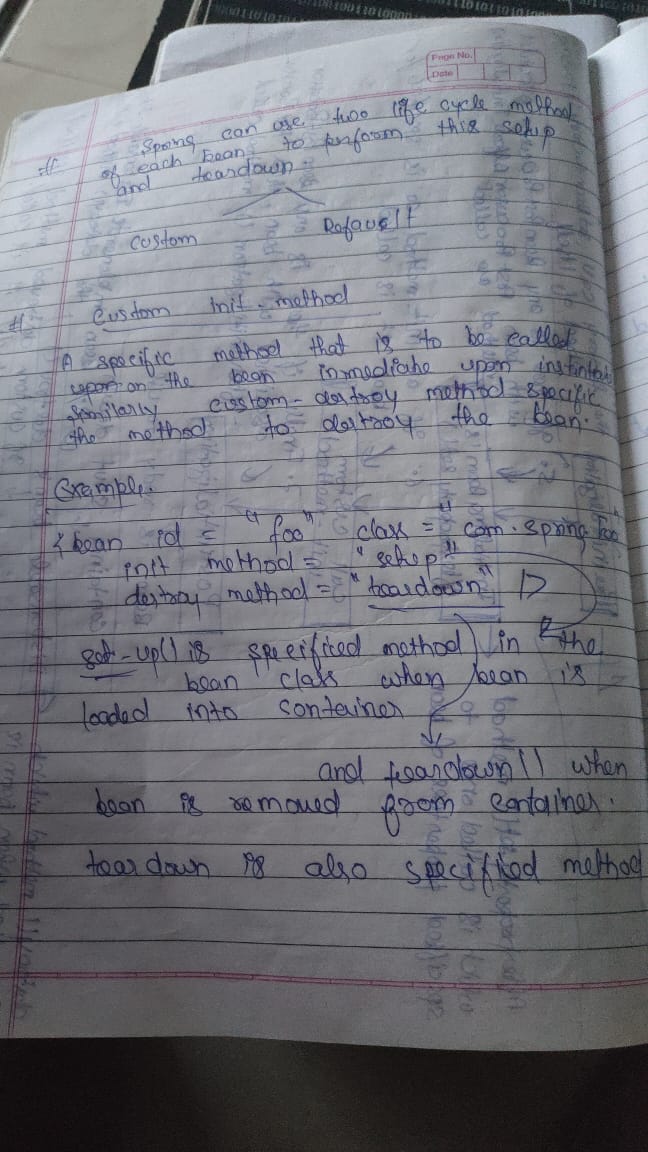 Page No.
Date
Spring can use two life cycle method
of each bean to perform this setup
and teardown
custom Defaullt
# Custom init-method
A specific method that is to be called
upon on the bean immediate upon
similarly custom-destroy method specific
the method to destroy the bean.
Example.
bean id = "foo" class = "com.spring Foo"
init method = "setup"
destroy method = "teardown" />
set-up() is specified method in the
bean class when bean is
loaded into container
and teardown() when
bean is removed from container.
teardown is also specified method